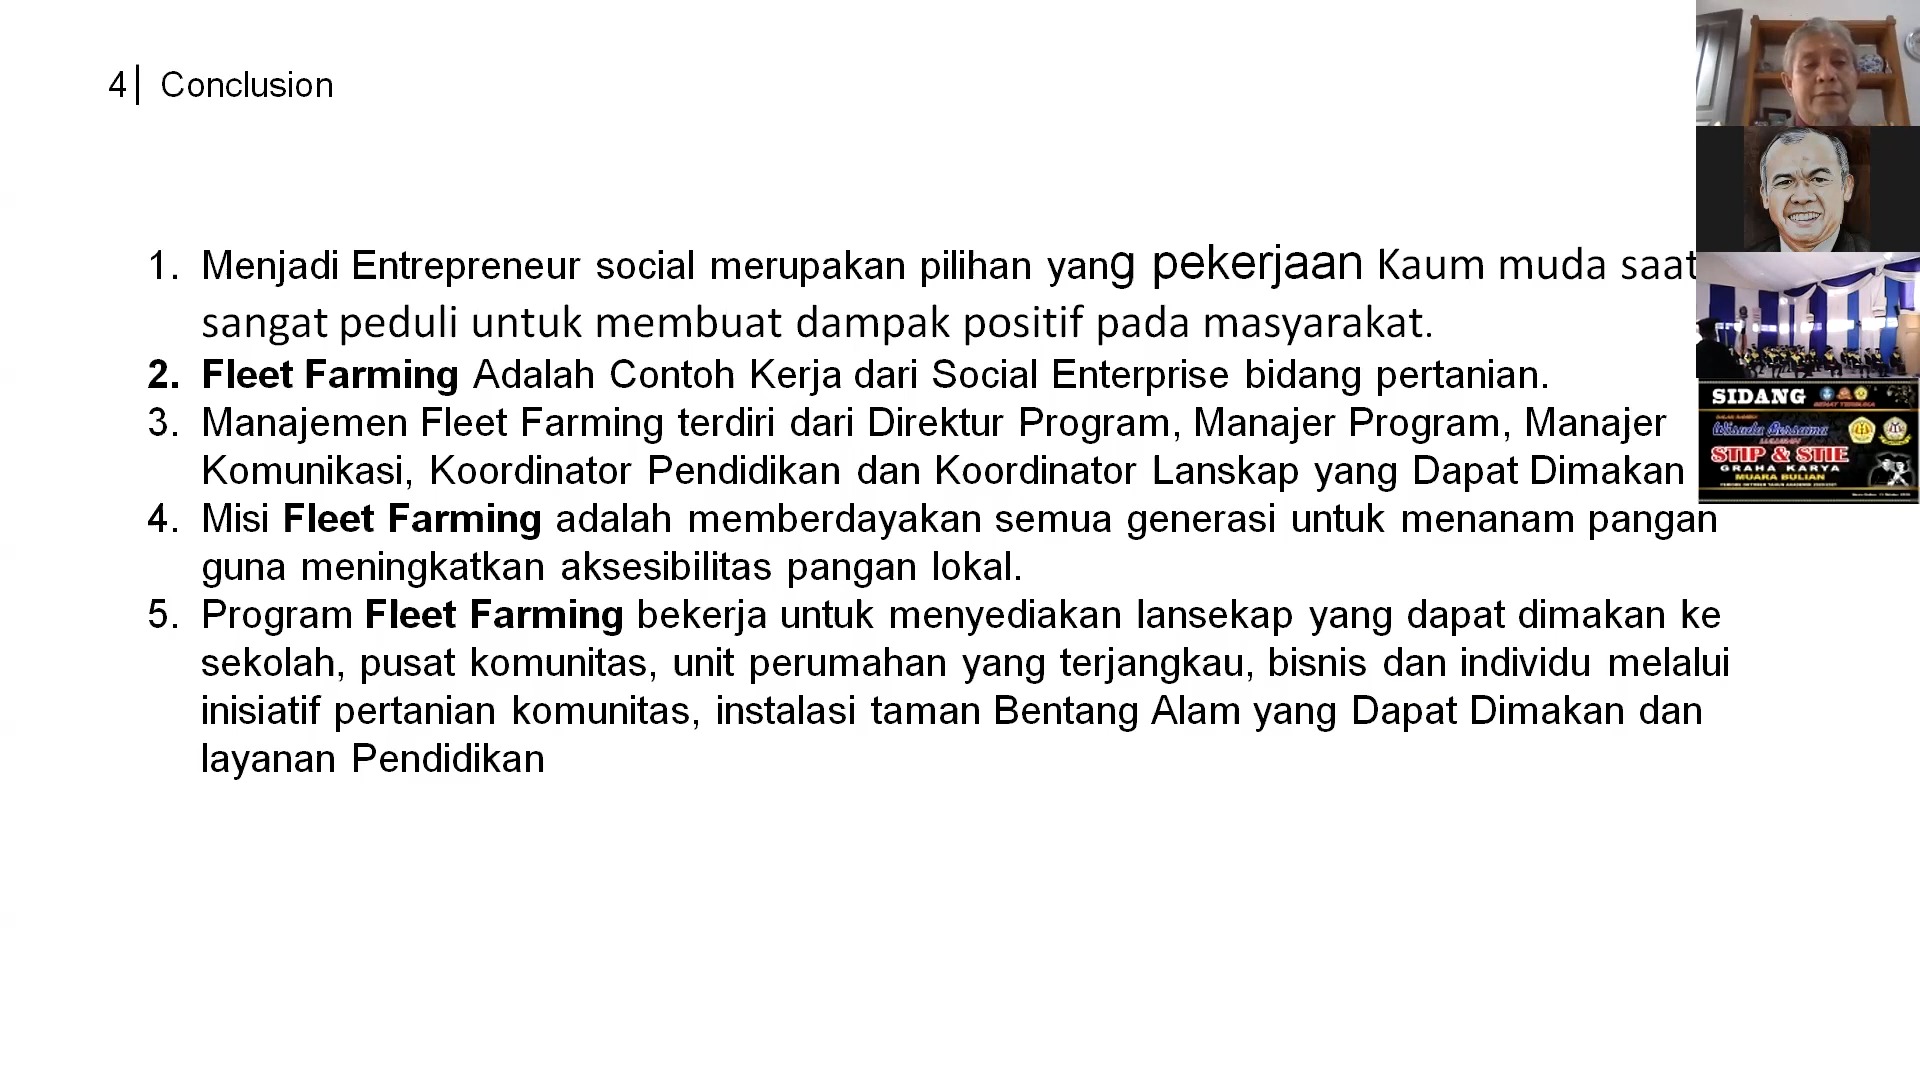 4| Conclusion
1. Menjadi Entrepreneur social merupakan pilihan yang pekerjaan Kaum muda saat
sangat peduli untuk membuat dampak positif pada masyarakat.
2. Fleet Farming Adalah Contoh Kerja dari Social Enterprise bidang pertanian.
3. Manajemen Fleet Farming terdiri dari Direktur Program, Manajer Program, Manajer
Komunikasi, Koordinator Pendidikan dan Koordinator Lanskap yang Dapat Dimakan
4. Misi Fleet Farming adalah memberdayakan semua generasi untuk menanam pangan
guna meningkatkan aksesibilitas pangan lokal.
5. Program Fleet Farming bekerja untuk menyediakan lansekap yang dapat dimakan ke
sekolah, pusat komunitas, unit perumahan yang terjangkau, bisnis dan individu melalui
inisiatif pertanian komunitas, instalasi taman Bentang Alam yang Dapat Dimakan dan
layanan Pendidikan
SIDANG
SENAT TERBUKA
Wisuda Bersama
LULUSAN
STIP & STIE
GRAHA KARYA
MUARA BULIAN